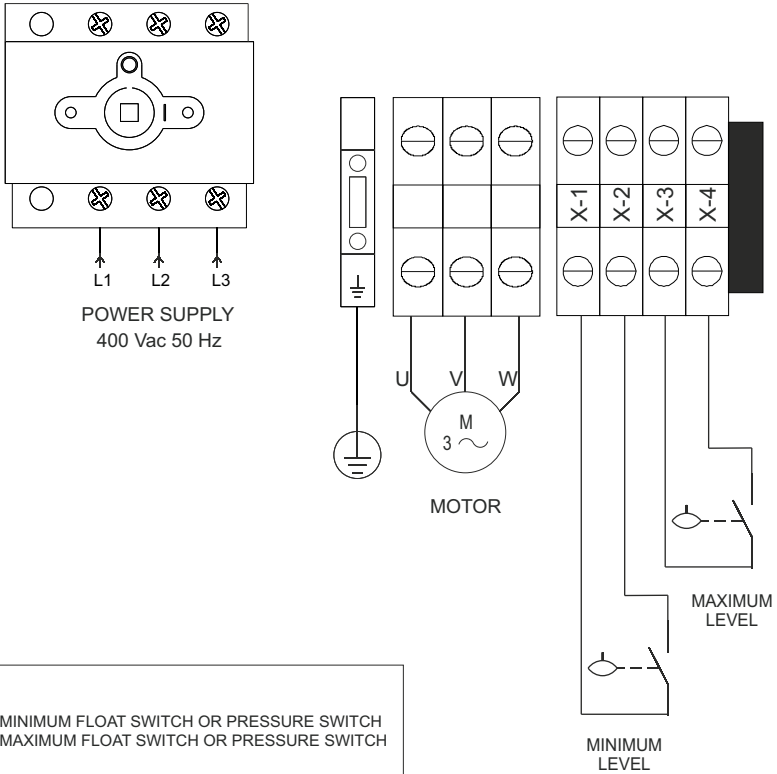 L1 L2 L3
POWER SUPPLY
400 Vac 50 Hz
X-1 X-2 X-3 X-4
U V W
M
3
MOTOR
MAXIMUM
LEVEL
MINIMUM FLOAT SWITCH OR PRESSURE SWITCH
MAXIMUM FLOAT SWITCH OR PRESSURE SWITCH
MINIMUM
LEVEL